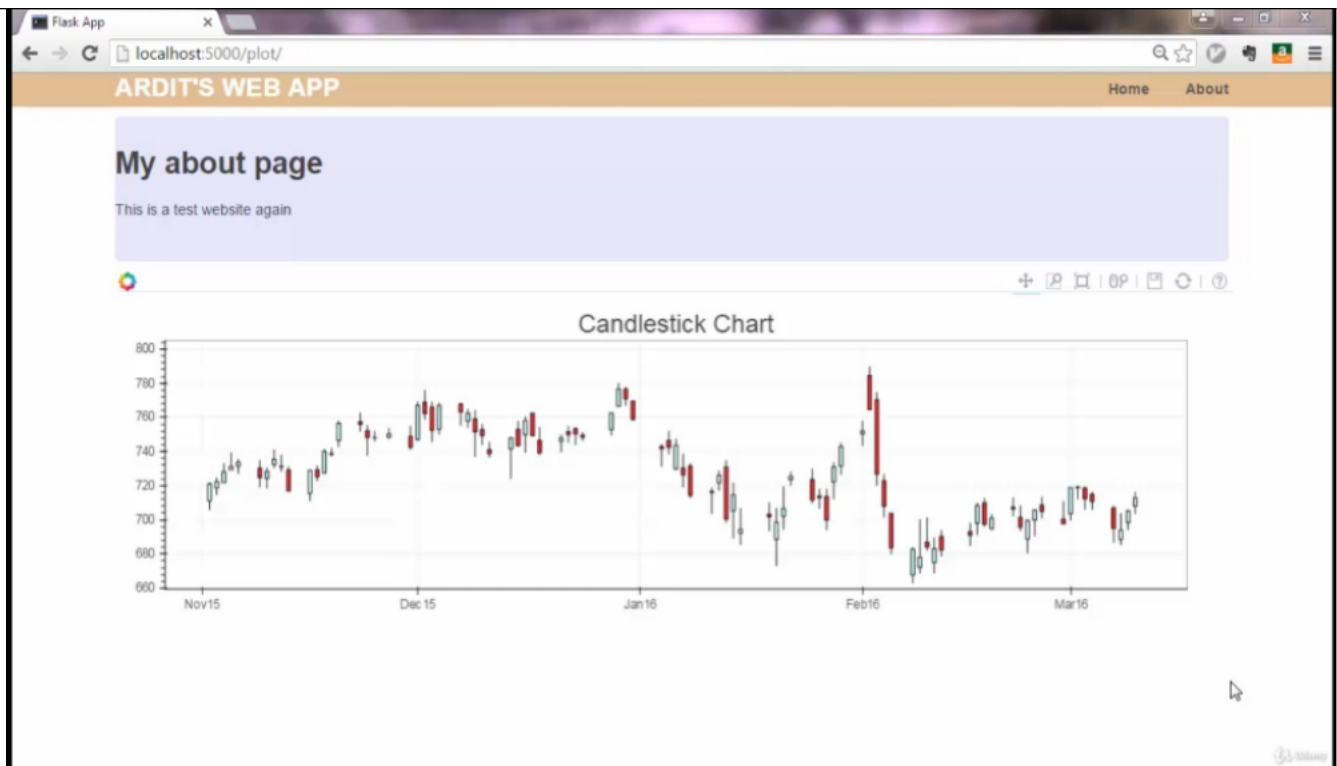 Flask App
localhost:5000/plot/
ARDIT'S WEB APP
Home About
My about page
This is a test website again
Candlestick Chart
800
780
760
740
720
700
680
660
Nov15 Dec15 Jan16 Feb16 Mar16
Udemy